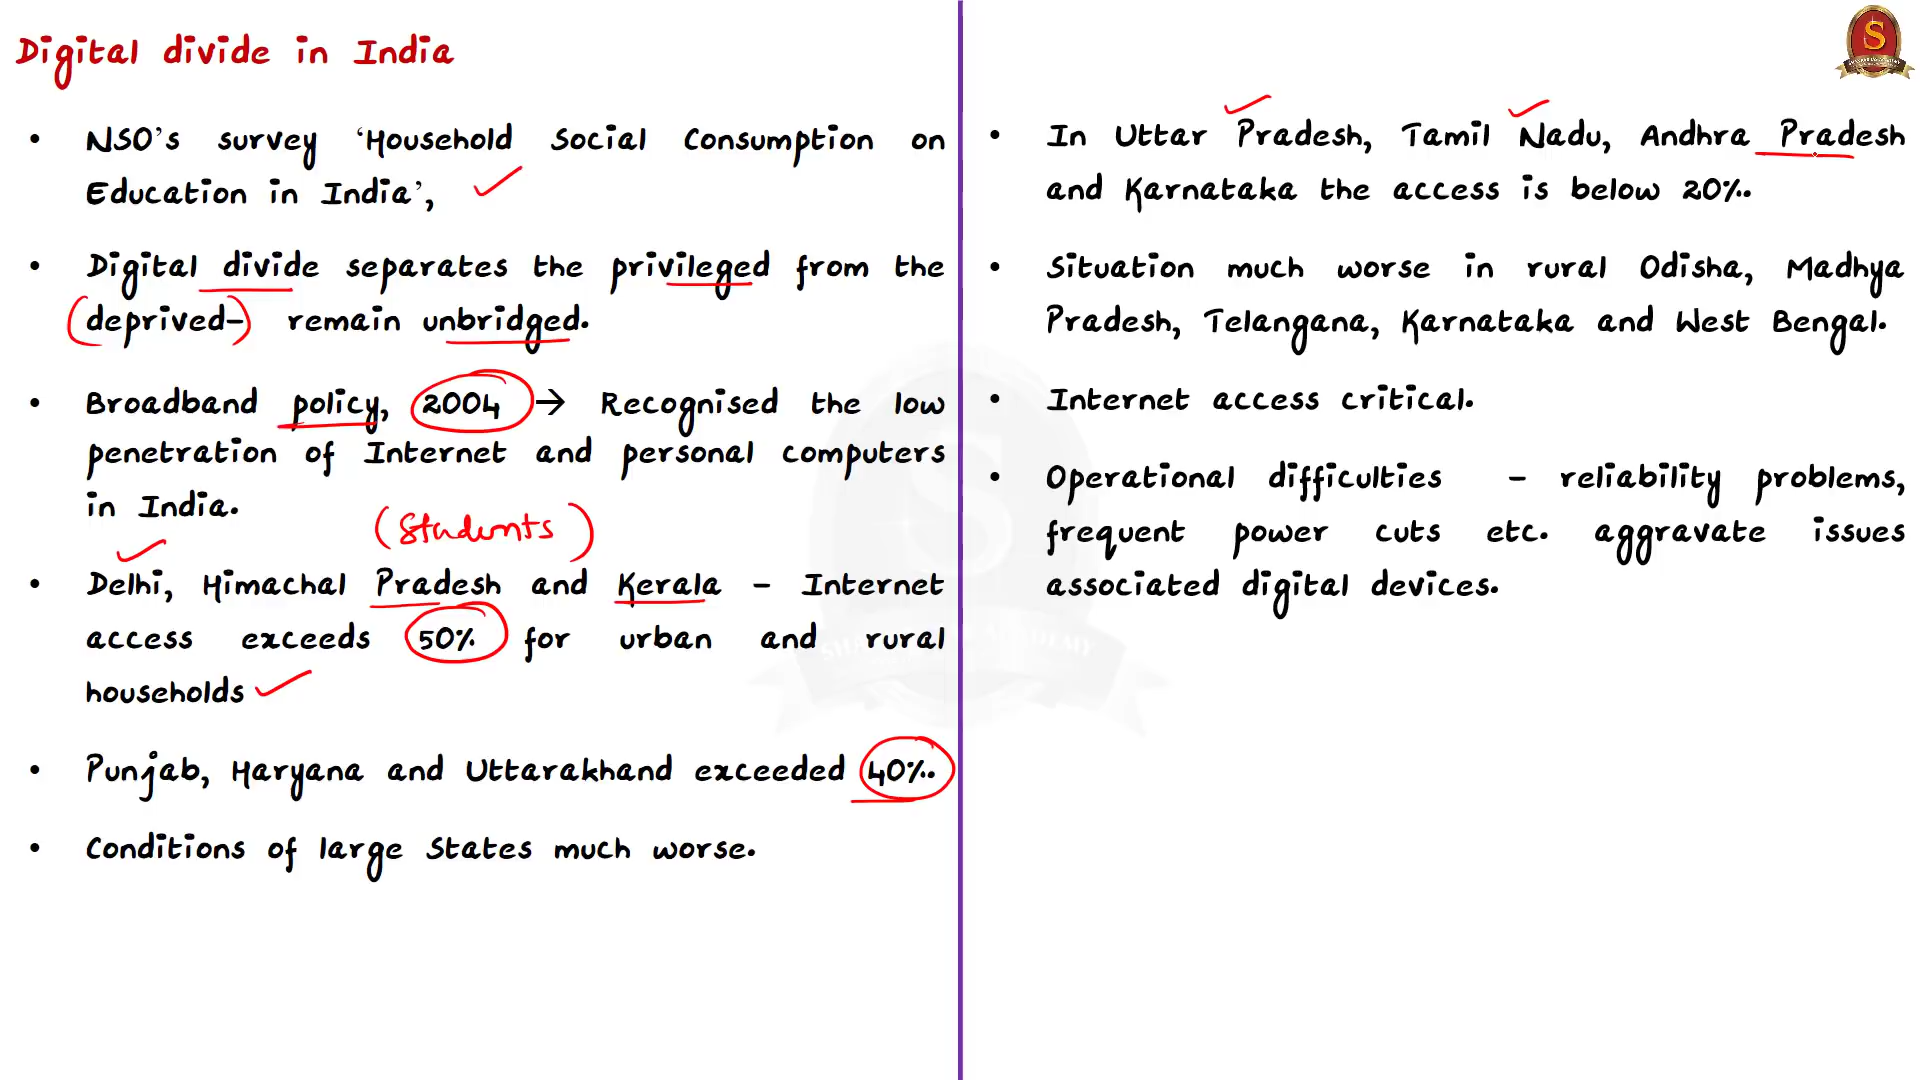 Digital divide in India
• NSO's survey 'Household Social Consumption on
Education in India',
• Digital divide separates the privileged from the
(deprived-) remain unbridged.
• Broadband policy, 2004 → Recognised the low
penetration of Internet and personal computers
in India.
(Students)
• Delhi, Himachal Pradesh and Kerala - Internet
access exceeds 50% for urban and rural
households
• Punjab, Haryana and Uttarakhand exceeded 40%.
• Conditions of large States much worse.
S
• In Uttar Pradesh, Tamil Nadu, Andhra Pradesh
and Karnataka the access is below 20%.
• Situation much worse in rural Odisha, Madhya
Pradesh, Telangana, Karnataka and West Bengal.
• Internet access critical.
• Operational difficulties - reliability problems,
frequent power cuts etc. aggravate issues
associated digital devices.